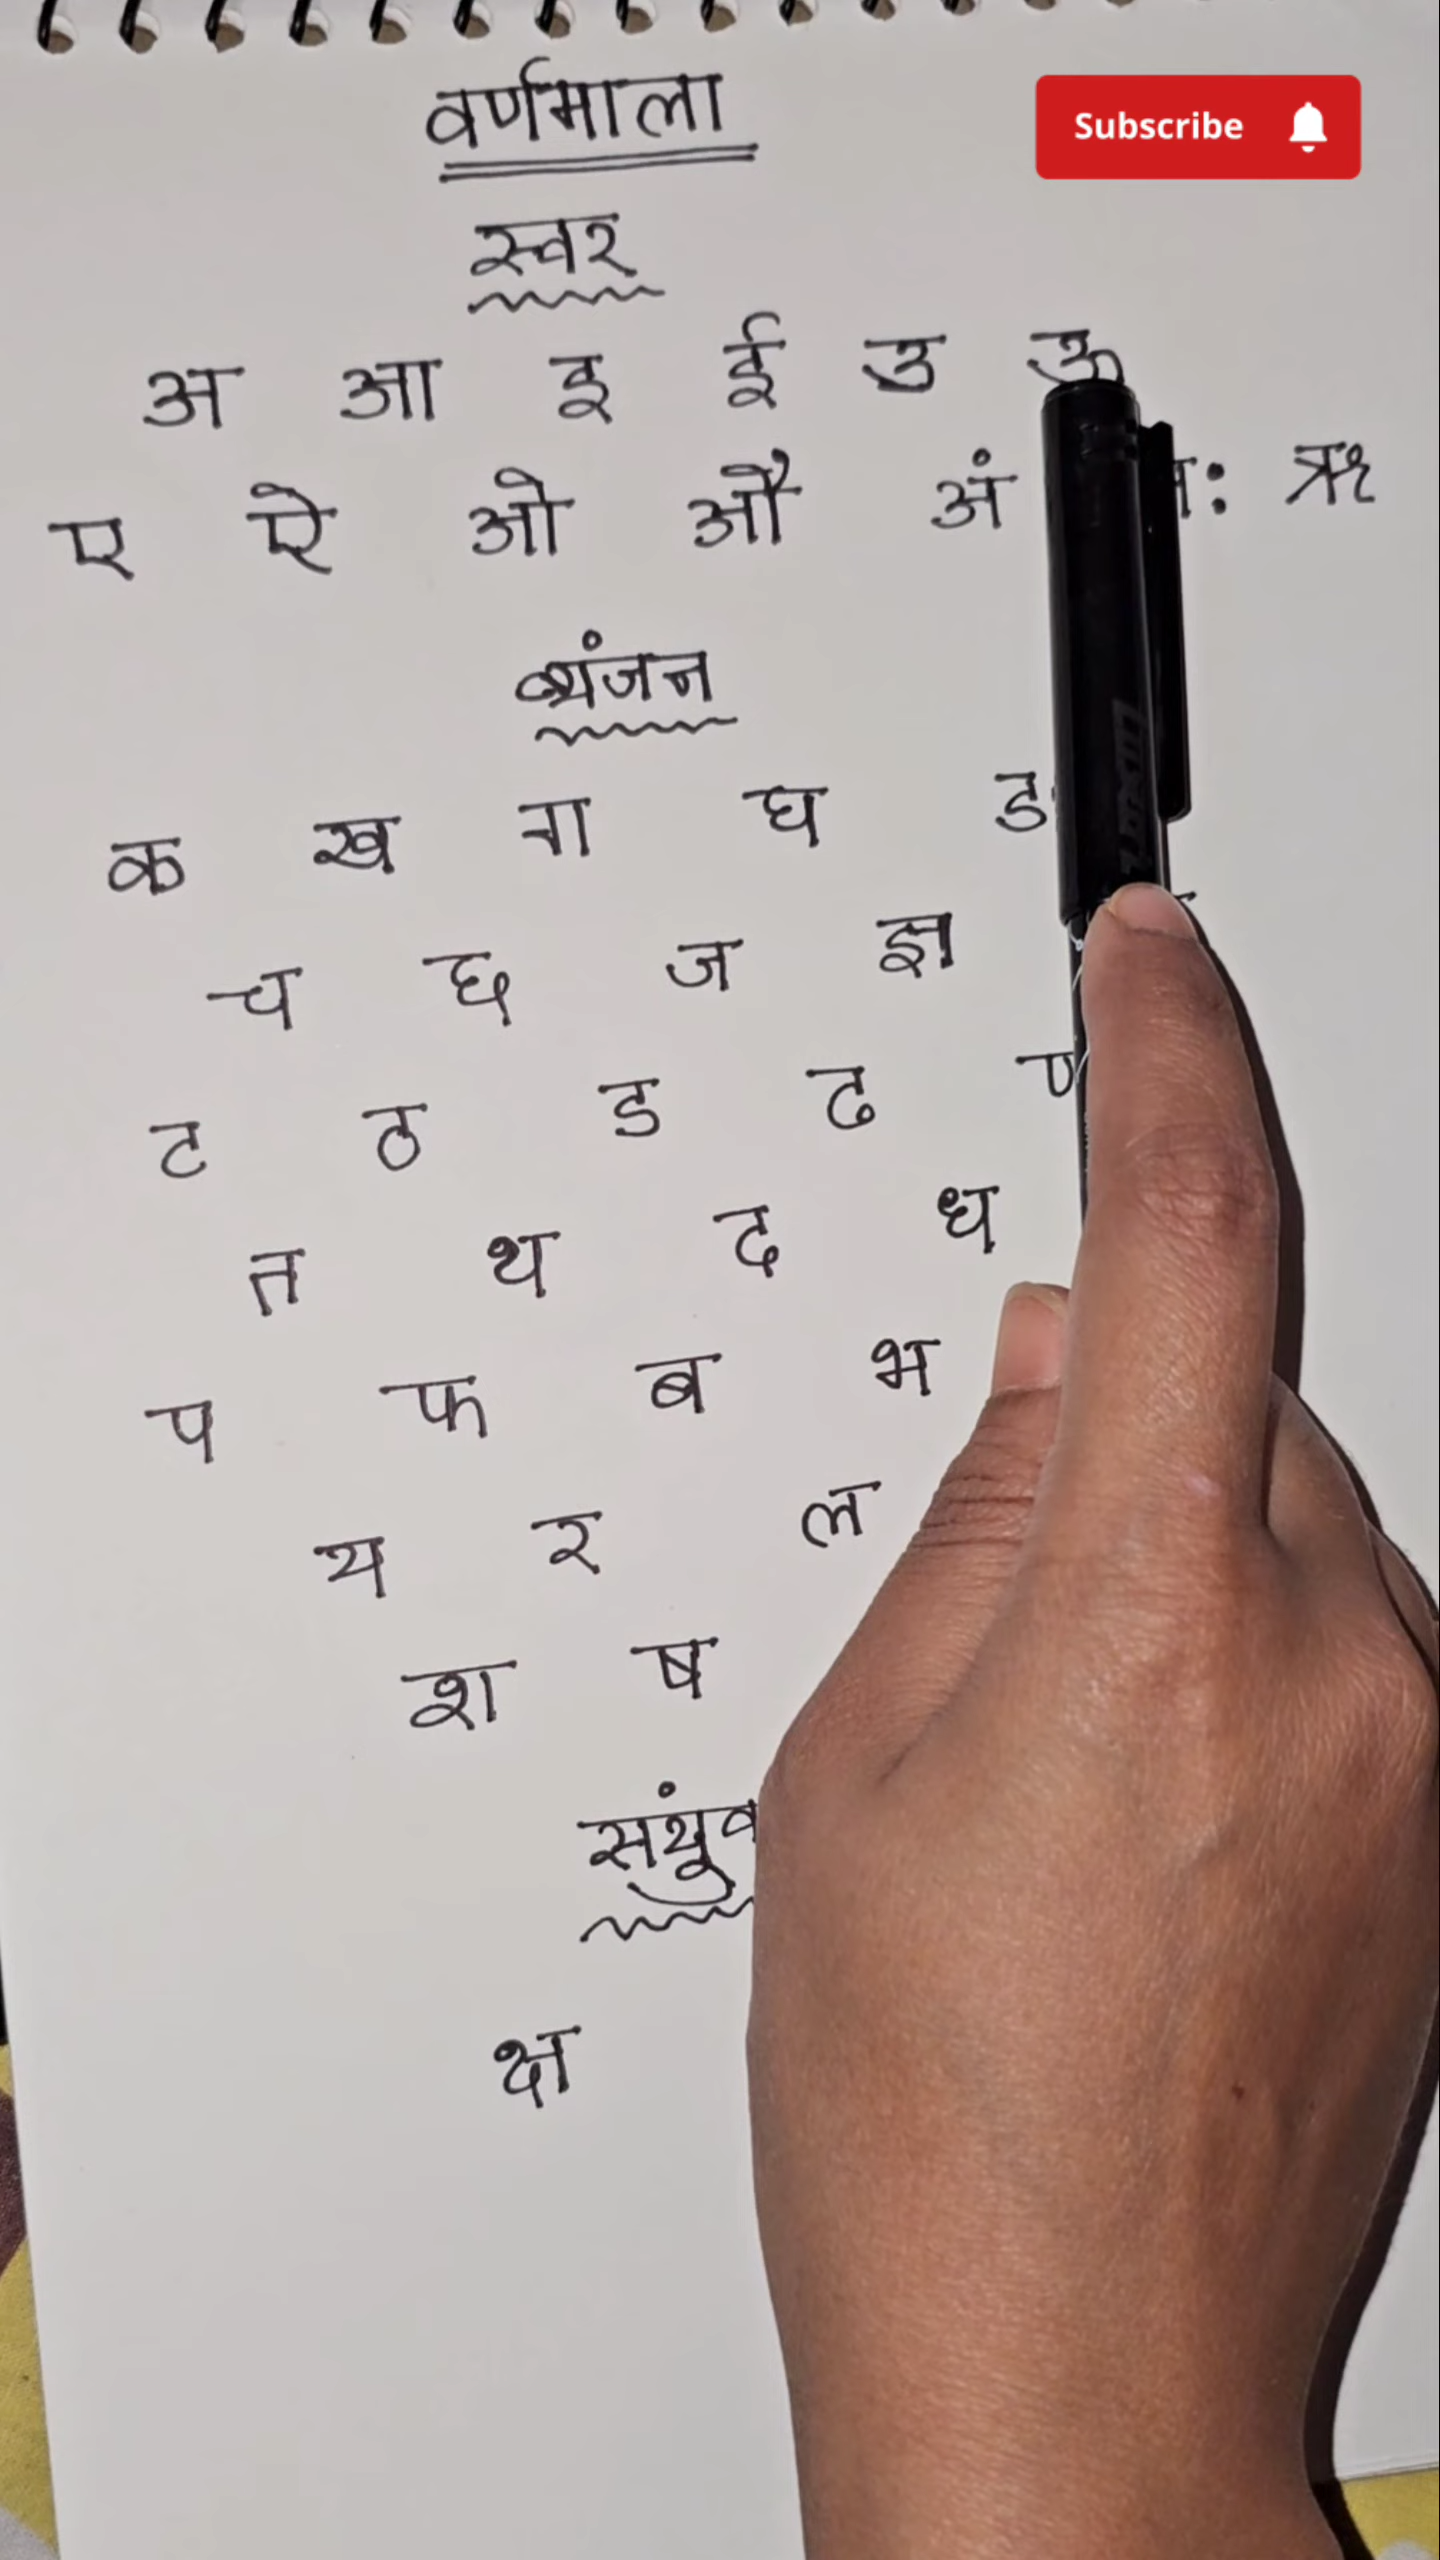 वर्णमाला
Subscribe
स्वर
अ आ इ ई उ ऊ
ए ऐ ओ औ अं ऋ
व्यंजन
क ख ग घ
च छ ज झ
ट ठ ड ढ
त थ द ध
प फ ब भ
य र ल
श ष
क्ष